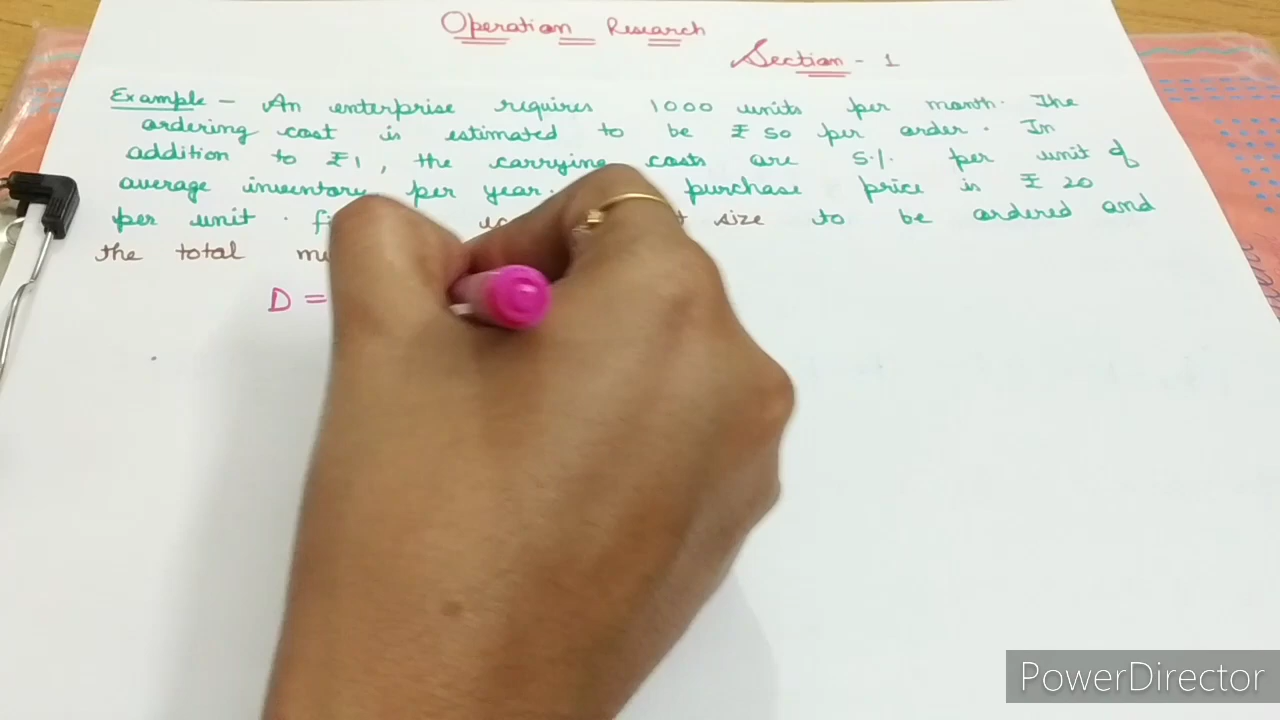 Operation Research
Section - 1
Example - An enterprise requires 1000 units per month. The
ordering cost is estimated to be ₹ 50 per order. In
addition to ₹1, the carrying costs are 5% per unit of
average inventory per year. purchase price is ₹ 20
per unit. size to be ordered and
the total
D =
PowerDirector